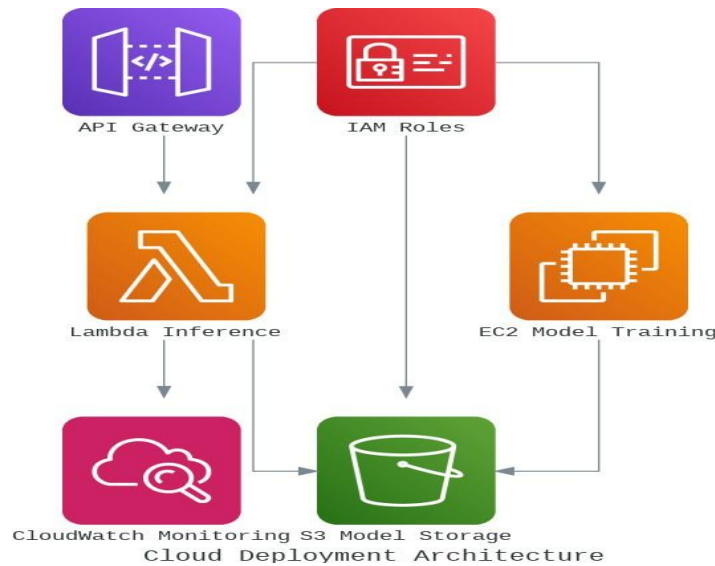 </>
API Gateway
IAM Roles
Lambda Inference
EC2 Model Training
CloudWatch Monitoring
S3 Model Storage
Cloud Deployment Architecture